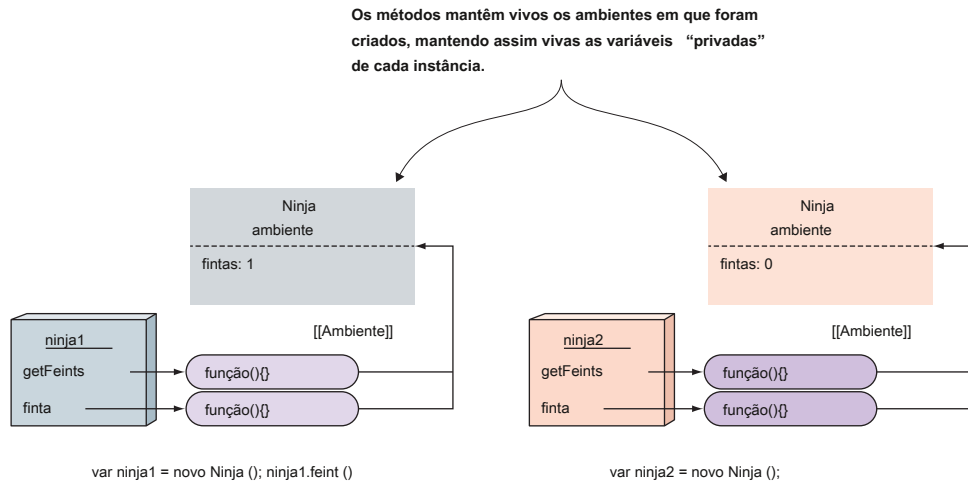 Os métodos mantêm vivos os ambientes em que foram
criados, mantendo assim vivas as variáveis “privadas”
de cada instância.
Ninja
ambiente
fintas: 1
Ninja
ambiente
fintas: 0
[[Ambiente]]
ninja1
getFeints
função(){}
finta
função(){}
[[Ambiente]]
ninja2
getFeints
função(){}
finta
função(){}
var ninja1 = novo Ninja (); ninja1.feint ()
var ninja2 = novo Ninja ();